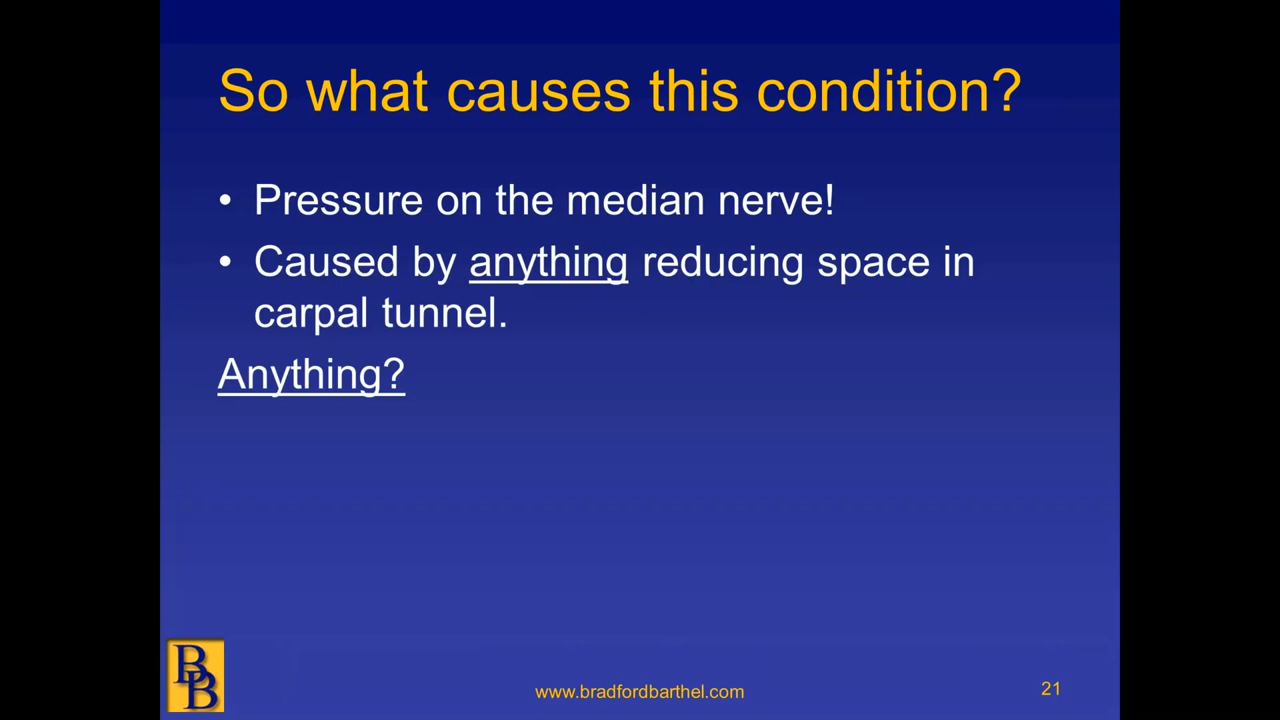 So what causes this condition?
• Pressure on the median nerve!
• Caused by anything reducing space in
carpal tunnel.
Anything?
BB
www.bradfordbarthel.com
21